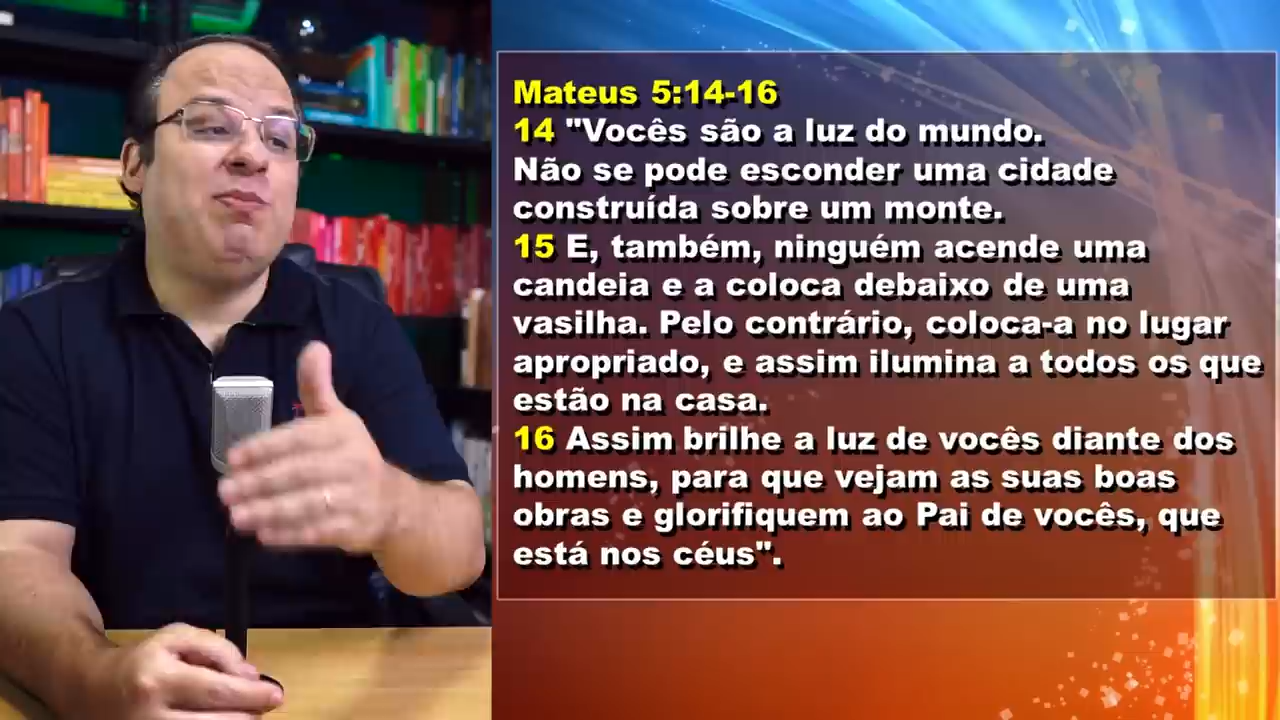 Mateus 5:14-16
14 "Vocês são a luz do mundo.
Não se pode esconder uma cidade
construída sobre um monte.
15 E, também, ninguém acende uma
candeia e a coloca debaixo de uma
vasilha. Pelo contrário, coloca-a no lugar
apropriado, e assim ilumina a todos os que
estão na casa.
16 Assim brilhe a luz de vocês diante dos
homens, para que vejam as suas boas
obras e glorifiquem ao Pai de vocês, que
está nos céus".